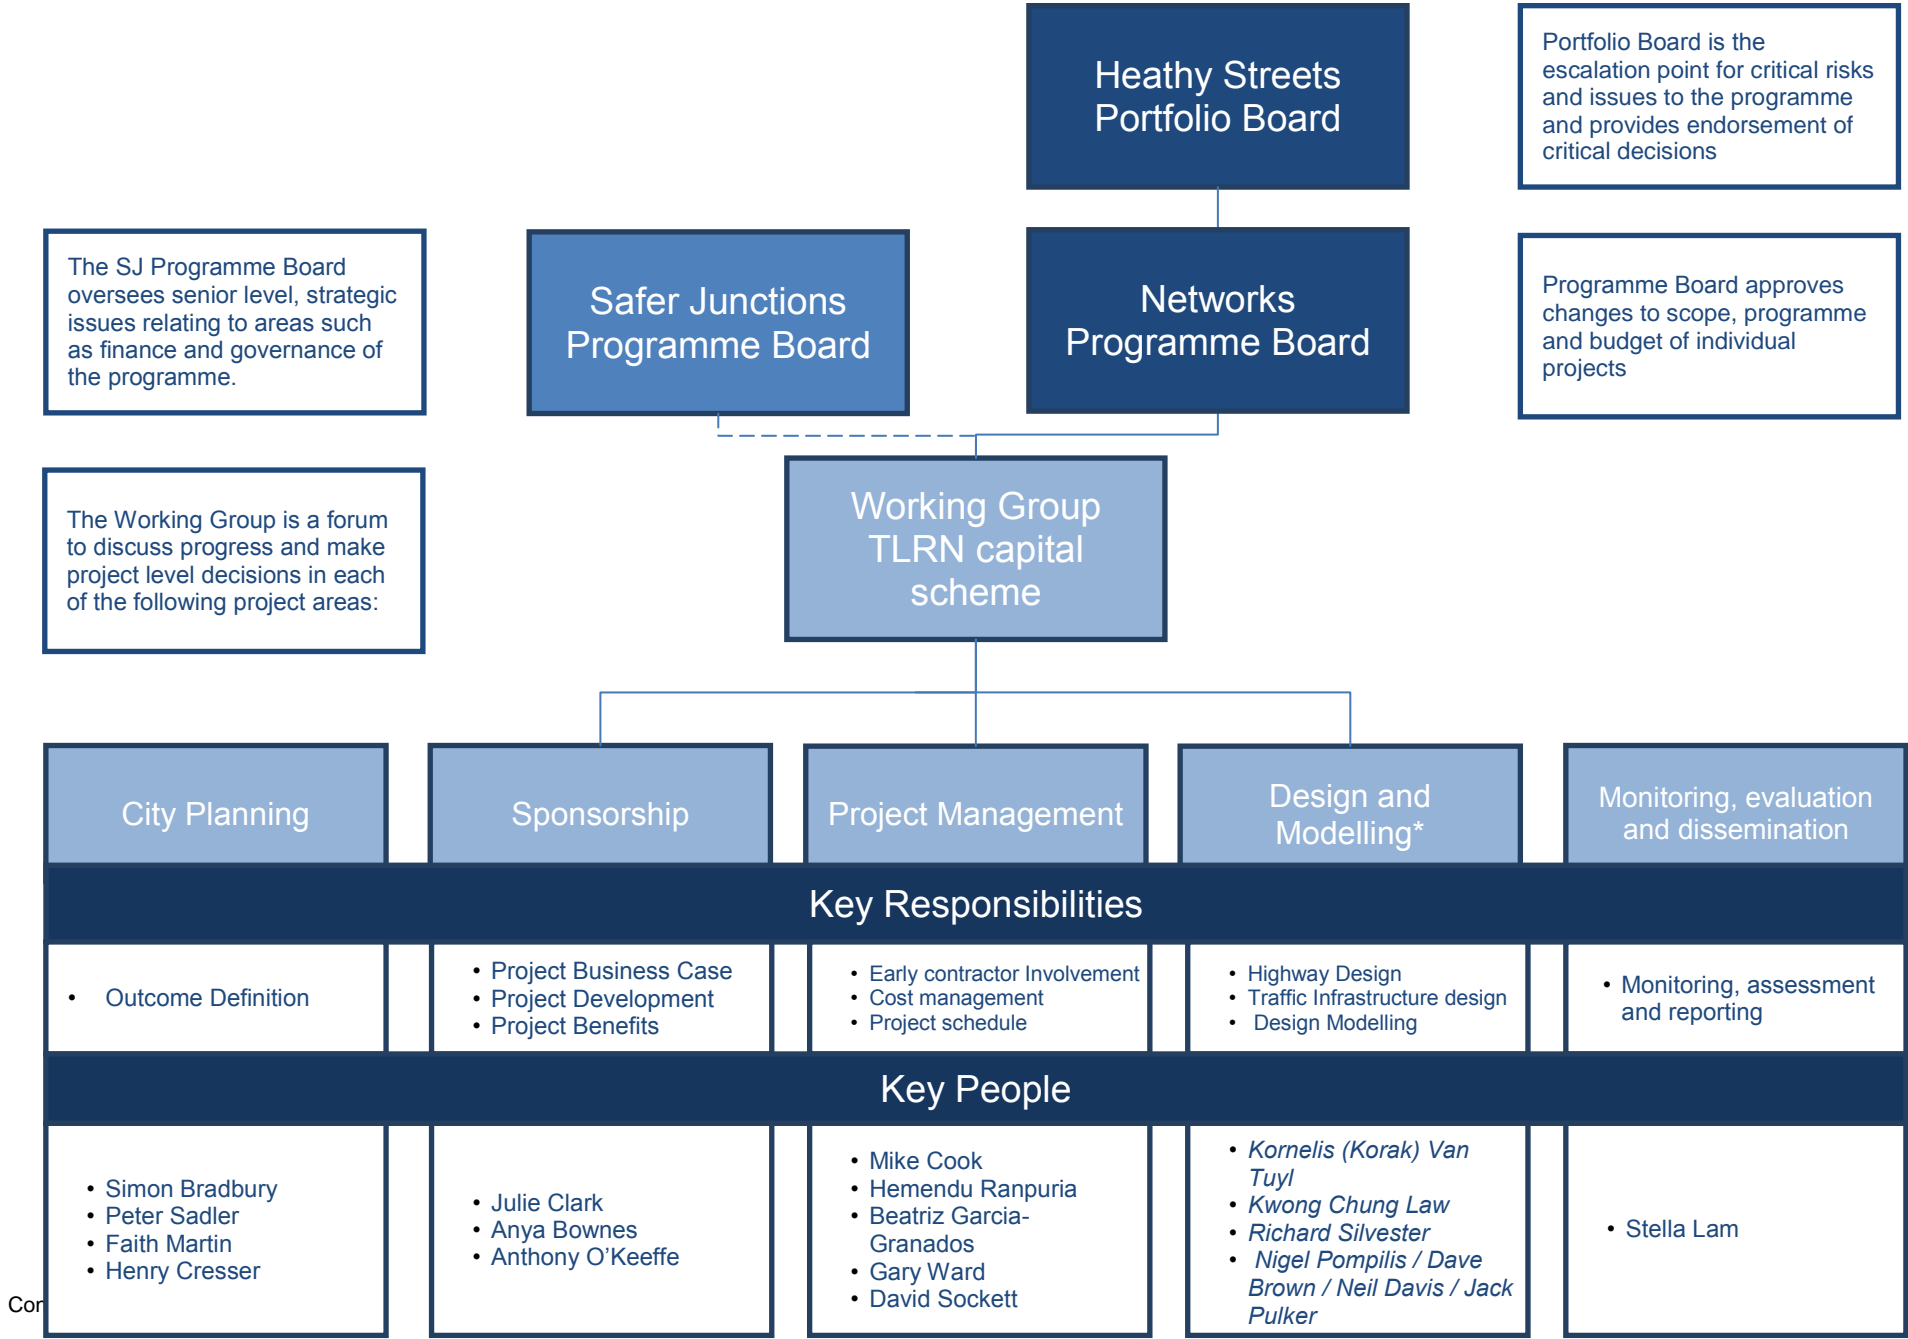 Heathy Streets
Portfolio Board
Portfolio Board is the
escalation point for critical risks
and issues to the programme
and provides endorsement of
critical decisions
The SJ Programme Board
oversees senior level, strategic
issues relating to areas such
as finance and governance of
the programme.
Safer Junctions
Programme Board
Networks
Programme Board
Programme Board approves
changes to scope, programme
and budget of individual
projects
The Working Group is a forum
to discuss progress and make
project level decisions in each
of the following project areas:
Working Group
TLRN capital
scheme
City Planning
Sponsorship
Project Management
Design and
Modelling*
Monitoring, evaluation
and dissemination
Key Responsibilities
• Outcome Definition
• Project Business Case
• Project Development
• Project Benefits
• Early contractor Involvement
• Cost management
• Project schedule
• Highway Design
• Traffic Infrastructure design
• Design Modelling
• Monitoring, assessment
and reporting
Key People
• Simon Bradbury
• Peter Sadler
• Faith Martin
• Henry Cresser
• Julie Clark
• Anya Bownes
• Anthony O’Keeffe
• Mike Cook
• Hemendu Ranpuria
• Beatriz Garcia-
Granados
• Gary Ward
• David Sockett
• Kornelis (Korak) Van
Tuyl
• Kwong Chung Law
• Richard Silvester
• Nigel Pompilis / Dave
Brown / Neil Davis / Jack
Pulker
• Stella Lam